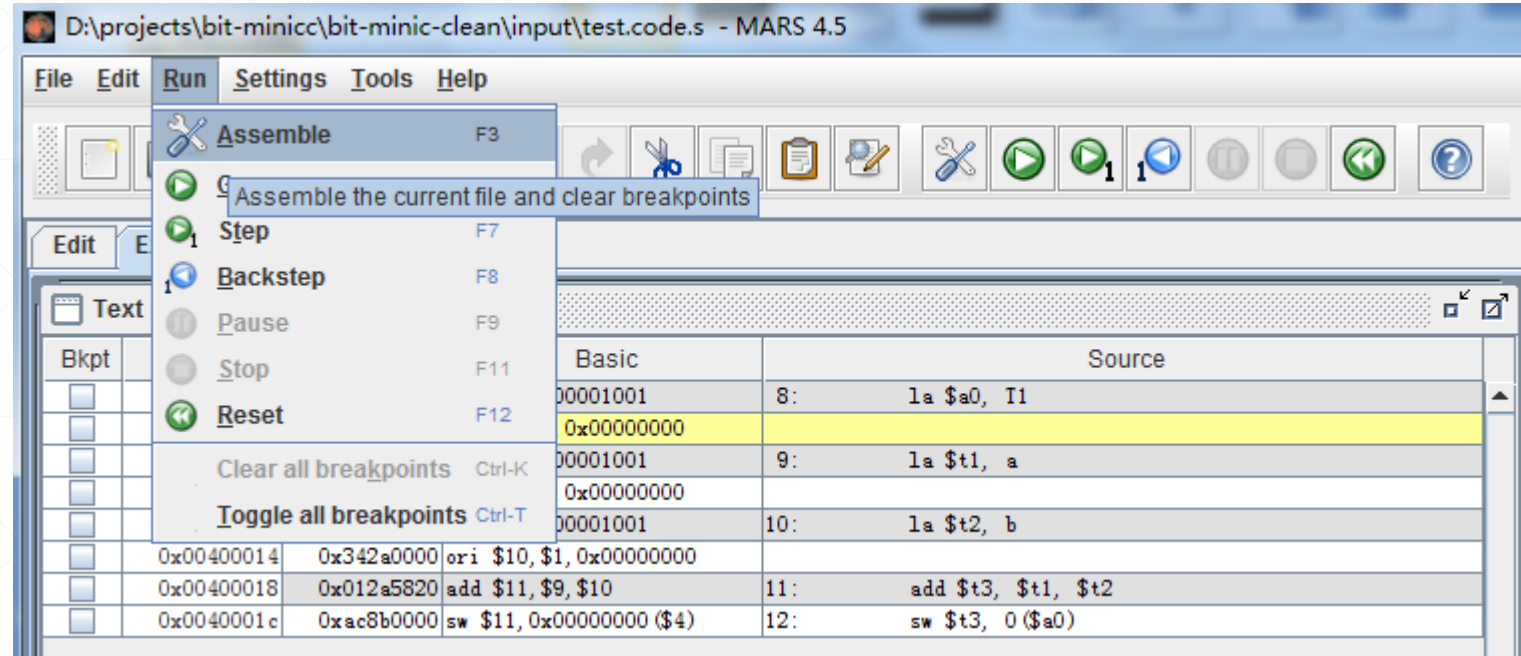 D:\projects\bit-minicc\bit-minic-clean\input\test.code.s - MARS 4.5
File Edit Run Settings Tools Help
Assemble F3
Assemble the current file and clear breakpoints
Step F7
Backstep F8
Pause F9
Stop F11
Reset F12
Clear all breakpoints Ctrl-K
Toggle all breakpoints Ctrl-T
Edit
Text
Bkpt Basic Source
00001001 8: la $a0, T1
0x00000000
00001001 9: la $t1, a
0x00000000
00001001 10: la $t2, b
0x00400014 0x342a0000 ori $10,$1,0x00000000
0x00400018 0x012a5820 add $11,$9,$10 11: add $t3, $t1, $t2
0x0040001c 0xac8b0000 sw $11,0x00000000($4) 12: sw $t3, 0($a0)